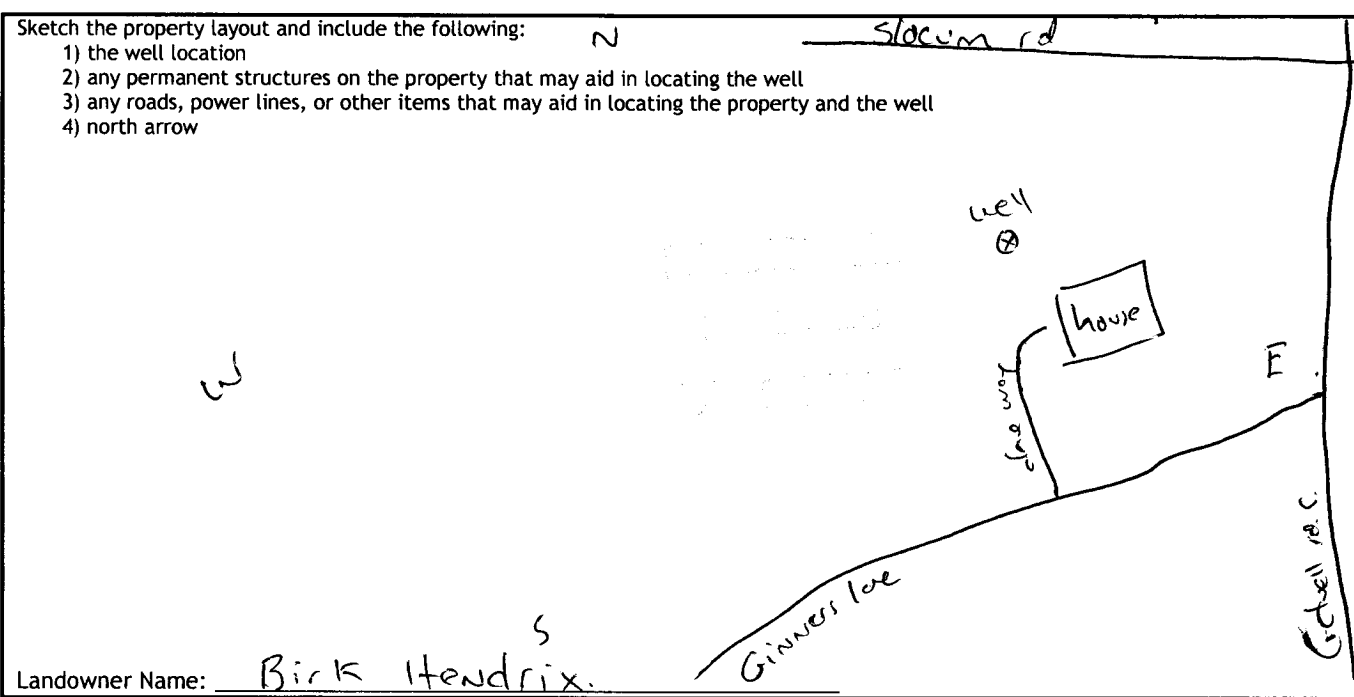 Sketch the property layout and include the following:
N
Slocum rd
1) the well location
2) any permanent structures on the property that may aid in locating the well
3) any roads, power lines, or other items that may aid in locating the property and the well
4) north arrow
well
house
E
W
way
Ginners
S
Landowner Name: Birk Hendrix.